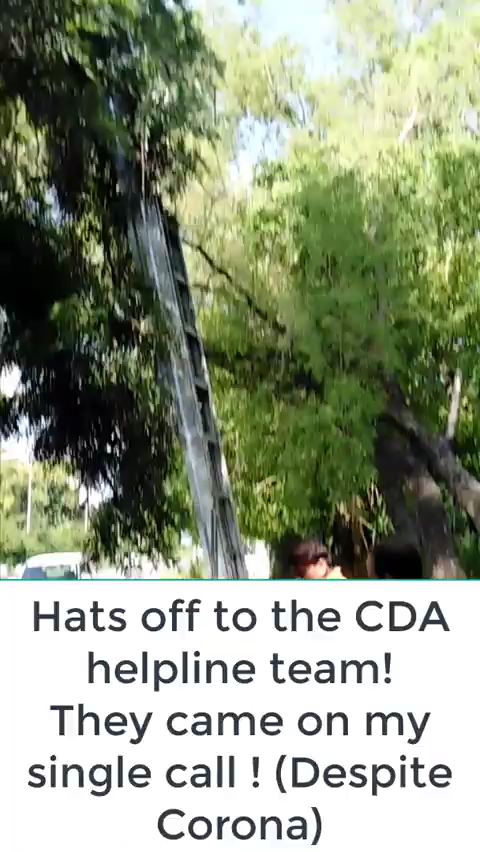 Hats off to the CDA
helpline team!
They came on my
single call ! (Despite
Corona)